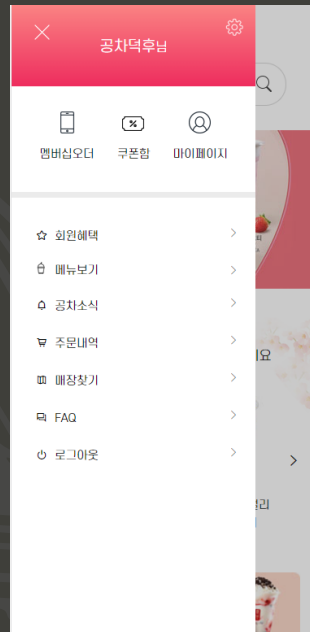 공차덕후님
멤버십오더 쿠폰함 마이페이지
회원혜택
메뉴보기
공차소식
주문내역
매장찾기
FAQ
로그아웃